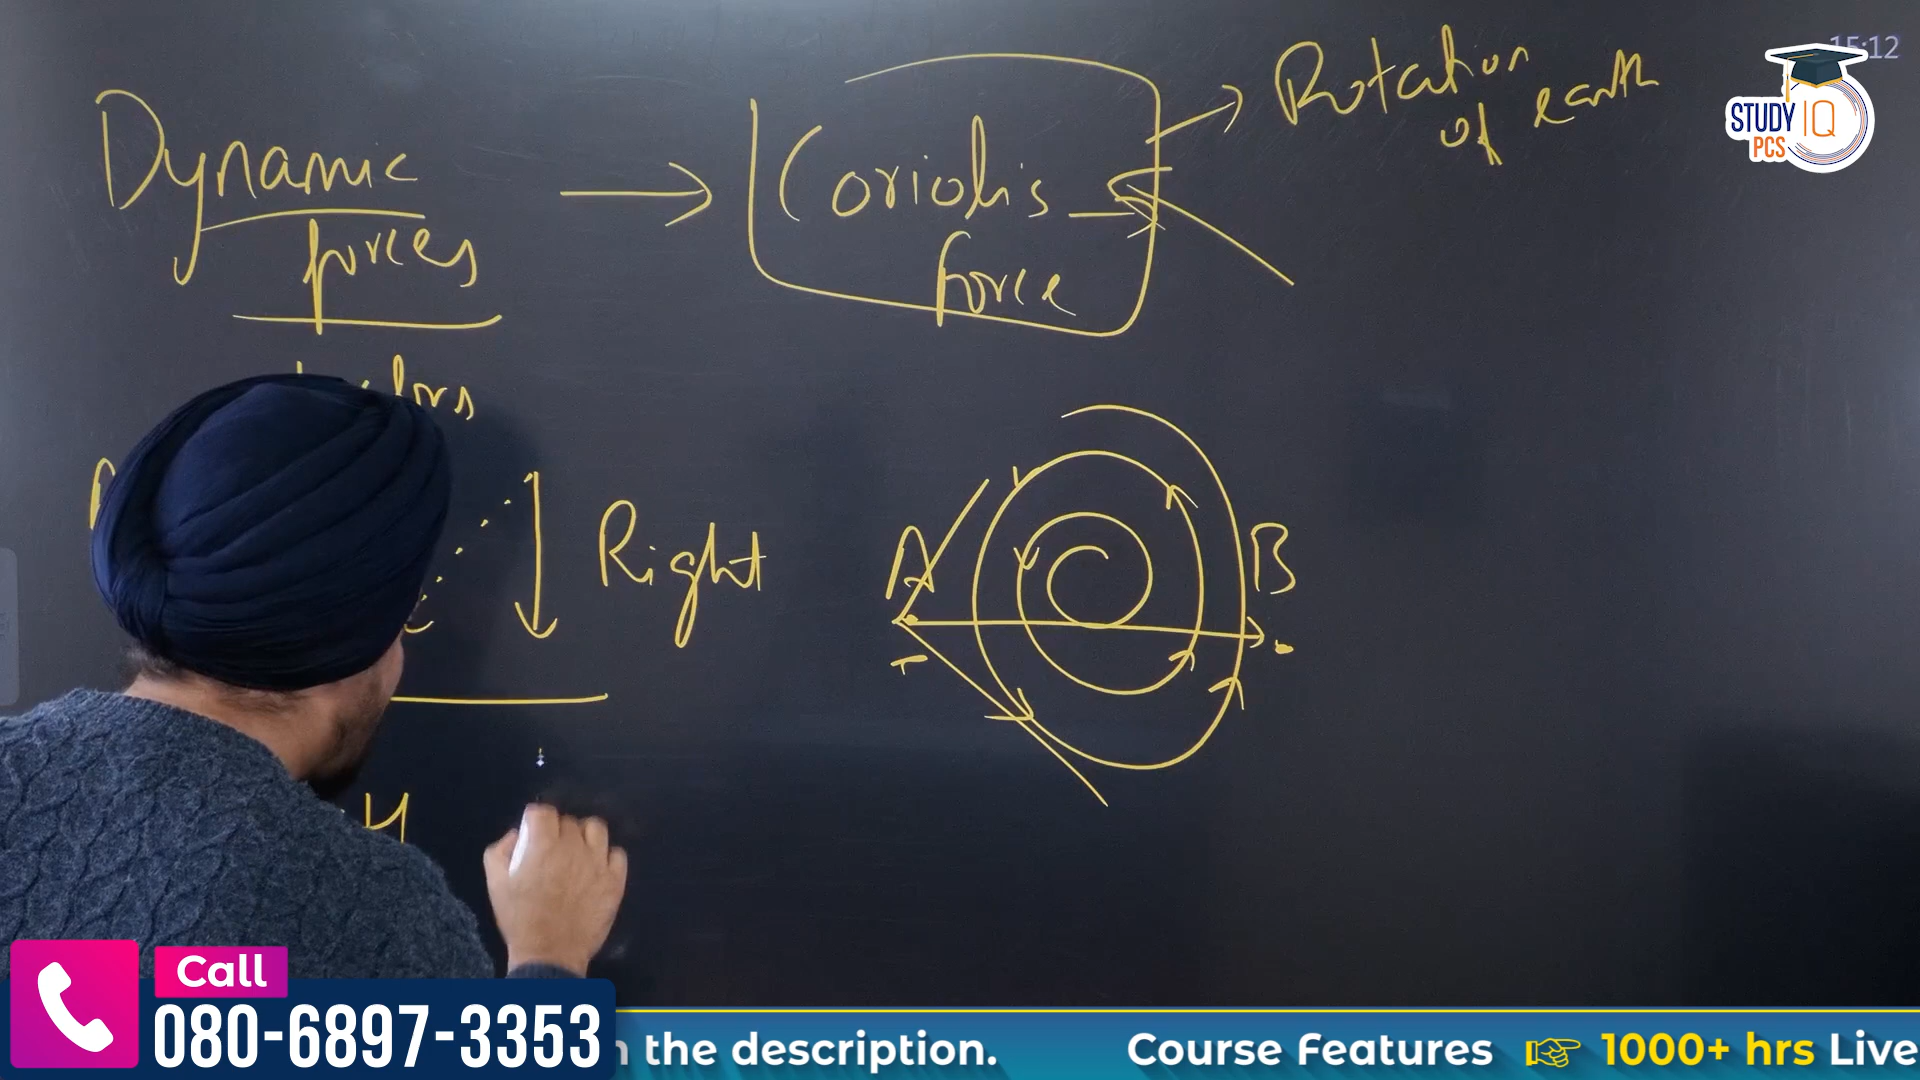 Dynamic
forces
Coriolis
force
Rotation
of earth
15:12
STUDY IQ
PCS
Right
A
B
H
Call
080-6897-3353
n the description.
Course Features
1000+ hrs Live